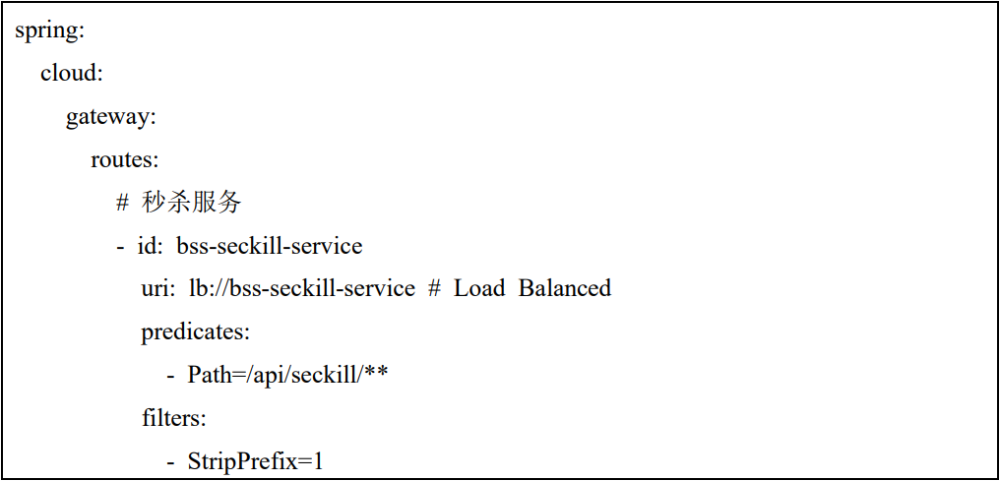 spring:
  cloud:
    gateway:
      routes:
        # 秒杀服务
        - id: bss-seckill-service
          uri: lb://bss-seckill-service # Load Balanced
          predicates:
            - Path=/api/seckill/**
          filters:
            - StripPrefix=1